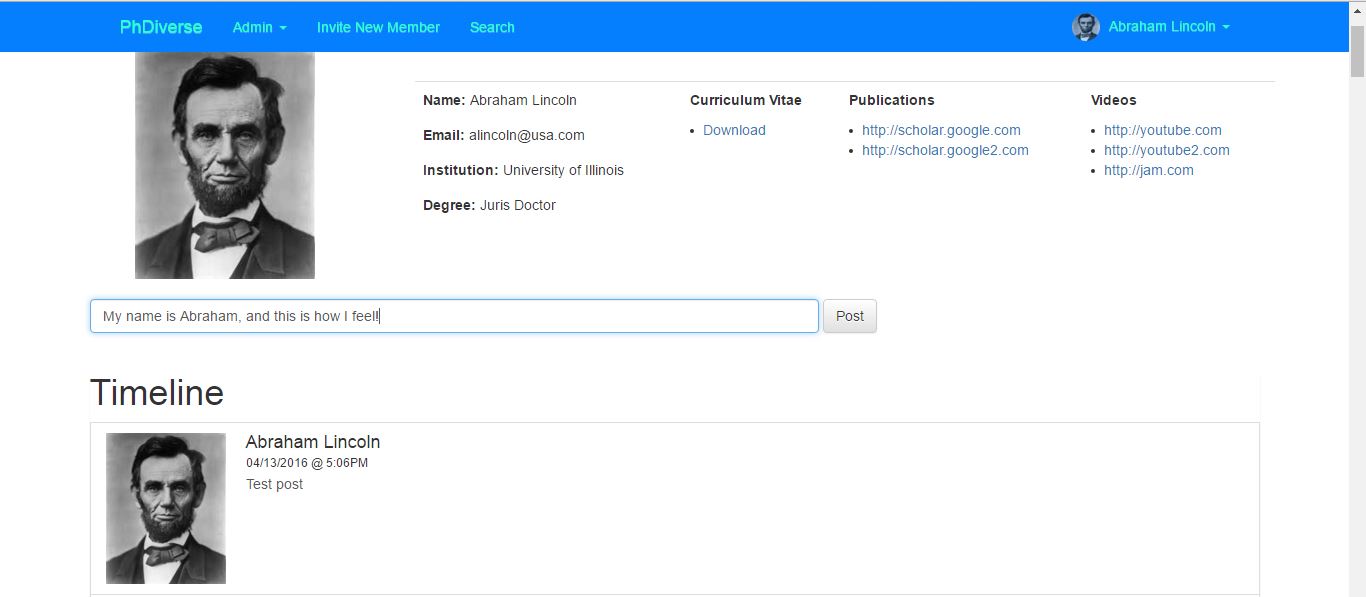 PhDiverse Admin Invite New Member Search Abraham Lincoln
Name: Abraham Lincoln
Email: alincoln@usa.com
Institution: University of Illinois
Degree: Juris Doctor
Curriculum Vitae
Download
Publications
http://scholar.google.com
http://scholar.google2.com
Videos
http://youtube.com
http://youtube2.com
http://jam.com
My name is Abraham, and this is how I feel! Post
Timeline
Abraham Lincoln
04/13/2016 @ 5:06PM
Test post